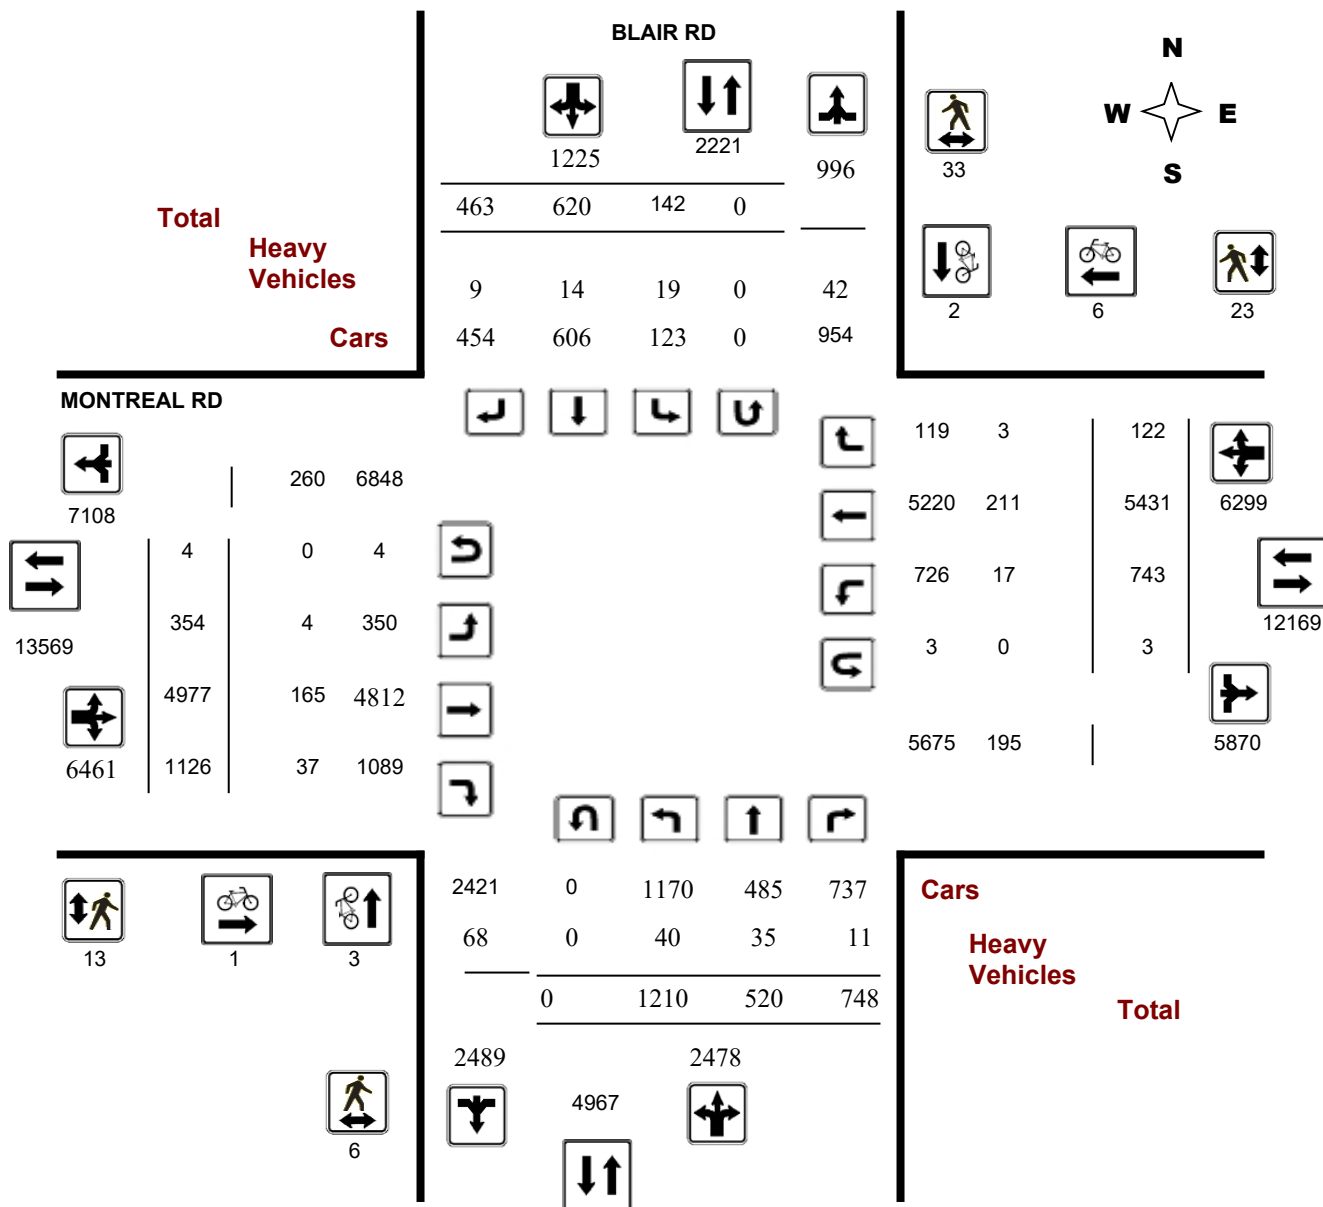 BLAIR RD
N
W E
S
1225 2221 996 33
463 620 142 0
Total
Heavy
Vehicles
9 14 19 0 42
2 6 23
Cars
454 606 123 0 954
MONTREAL RD
119 3 122
260 6848
7108
5220 211 5431 6299
4 0 4
726 17 743
354 4 350
13569
12169
3 0 3
4977 165 4812
5675 195 5870
6461 1126 37 1089
2421 0 1170 485 737
Cars
68 0 40 35 11
Heavy
Vehicles
13 1 3
0 1210 520 748
Total
2489 2478
4967
6